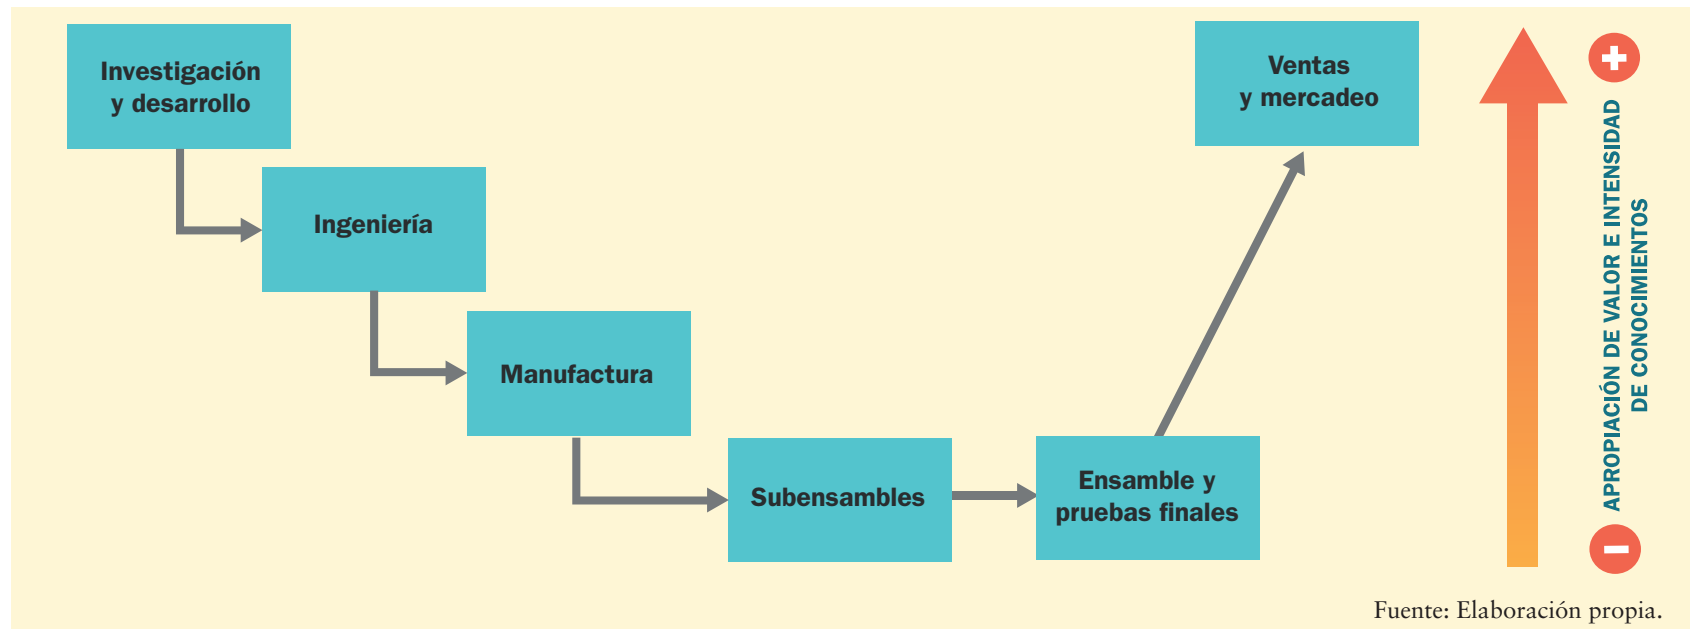 Investigación
y desarrollo
Ingeniería
Manufactura
Subensambles
Ensamble y
pruebas finales
Ventas
y mercadeo
APROPIACIÓN DE VALOR E INTENSIDAD
DE CONOCIMIENTOS
Fuente: Elaboración propia.